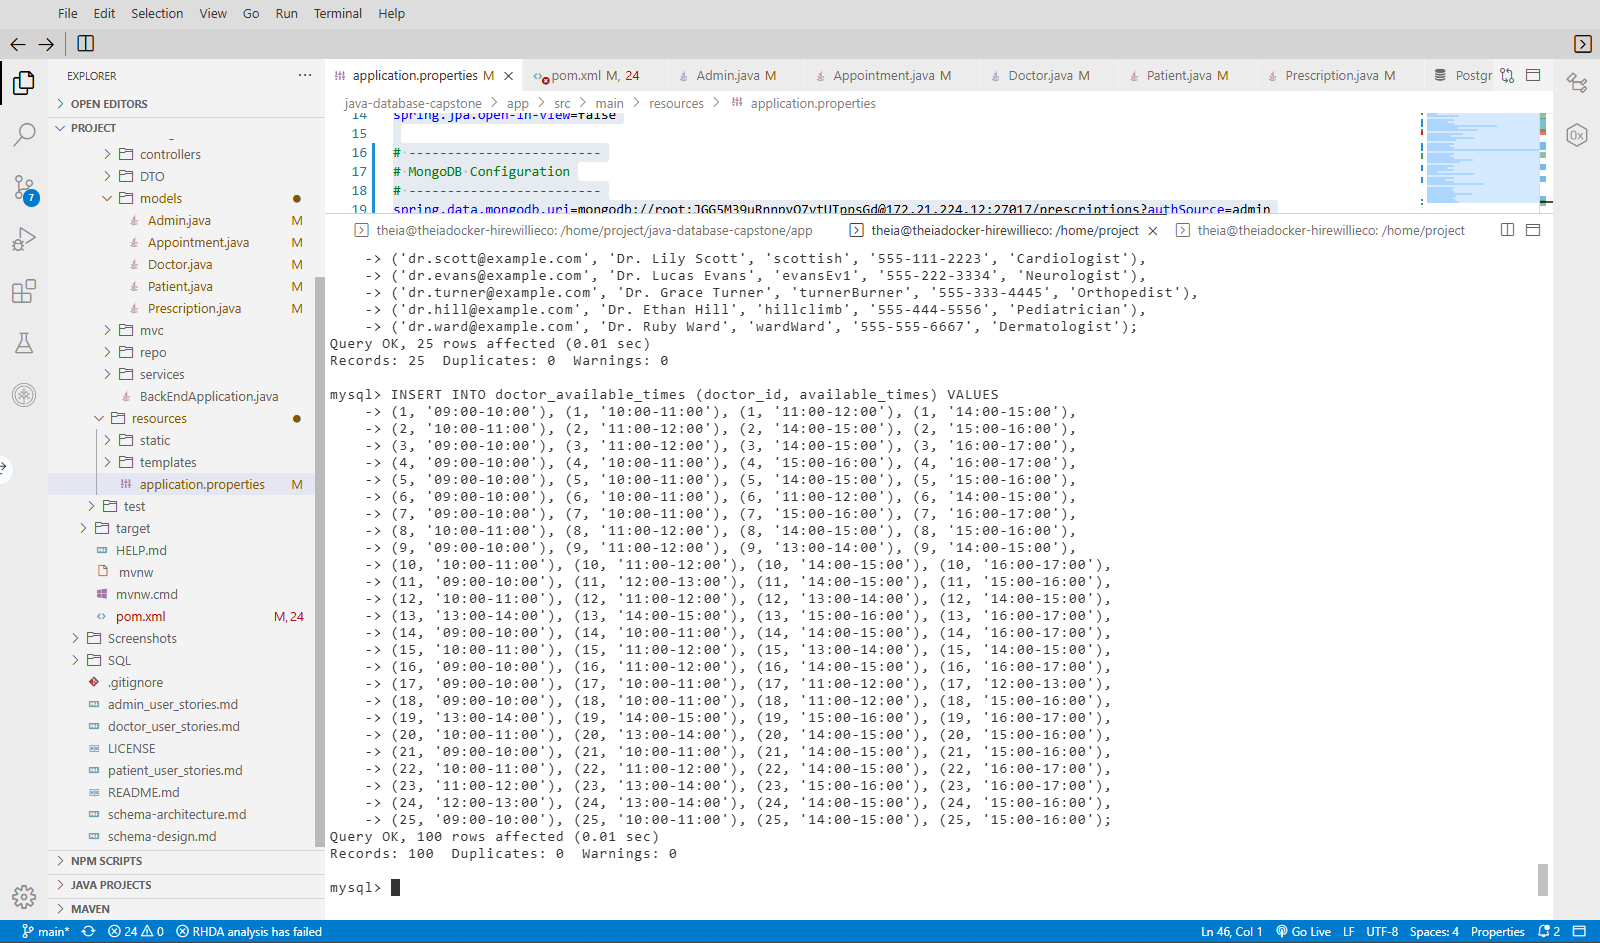 File Edit Selection View Go Run Terminal Help
EXPLORER
OPEN EDITORS
PROJECT
controllers
DTO
models
Admin.java M
Appointment.java M
Doctor.java M
Patient.java M
Prescription.java M
mvc
repo
services
BackEndApplication.java
resources
static
templates
application.properties M
test
target
HELP.md
mvnw
mvnw.cmd
pom.xml M, 24
Screenshots
SQL
.gitignore
admin_user_stories.md
doctor_user_stories.md
LICENSE
patient_user_stories.md
README.md
schema-architecture.md
schema-design.md
NPM SCRIPTS
JAVA PROJECTS
MAVEN
7
application.properties M pom.xml M, 24 Admin.java M Appointment.java M Doctor.java M Patient.java M Prescription.java M Postgr
java-database-capstone > app > src > main > resources > application.properties
14 spring.jpa.open-in-view=false
15
16 # -------------------------
17 # MongoDB Configuration
18 # -------------------------
19 spring.data.mongodb.uri=mongodb://root:JGG5M39uRnnpvO7ytUTppsGd@172.21.224.12:27017/prescriptions?authSource=admin
theia@theiadocker-hirewillieco: /home/project/java-database-capstone/app theia@theiadocker-hirewillieco: /home/project theia@theiadocker-hirewillieco: /home/project
-> ('dr.scott@example.com', 'Dr. Lily Scott', 'scottish', '555-111-2223', 'Cardiologist'),
-> ('dr.evans@example.com', 'Dr. Lucas Evans', 'evansEv1', '555-222-3334', 'Neurologist'),
-> ('dr.turner@example.com', 'Dr. Grace Turner', 'turnerBurner', '555-333-4445', 'Orthopedist'),
-> ('dr.hill@example.com', 'Dr. Ethan Hill', 'hillclimb', '555-444-5556', 'Pediatrician'),
-> ('dr.ward@example.com', 'Dr. Ruby Ward', 'wardWard', '555-555-6667', 'Dermatologist');
Query OK, 25 rows affected (0.01 sec)
Records: 25  Duplicates: 0  Warnings: 0
mysql> INSERT INTO doctor_available_times (doctor_id, available_times) VALUES
-> (1, '09:00-10:00'), (1, '10:00-11:00'), (1, '11:00-12:00'), (1, '14:00-15:00'),
-> (2, '10:00-11:00'), (2, '11:00-12:00'), (2, '14:00-15:00'), (2, '15:00-16:00'),
-> (3, '09:00-10:00'), (3, '11:00-12:00'), (3, '14:00-15:00'), (3, '16:00-17:00'),
-> (4, '09:00-10:00'), (4, '10:00-11:00'), (4, '15:00-16:00'), (4, '16:00-17:00'),
-> (5, '09:00-10:00'), (5, '10:00-11:00'), (5, '14:00-15:00'), (5, '15:00-16:00'),
-> (6, '09:00-10:00'), (6, '10:00-11:00'), (6, '11:00-12:00'), (6, '14:00-15:00'),
-> (7, '09:00-10:00'), (7, '10:00-11:00'), (7, '15:00-16:00'), (7, '16:00-17:00'),
-> (8, '10:00-11:00'), (8, '11:00-12:00'), (8, '14:00-15:00'), (8, '15:00-16:00'),
-> (9, '09:00-10:00'), (9, '11:00-12:00'), (9, '13:00-14:00'), (9, '14:00-15:00'),
-> (10, '10:00-11:00'), (10, '11:00-12:00'), (10, '14:00-15:00'), (10, '16:00-17:00'),
-> (11, '09:00-10:00'), (11, '12:00-13:00'), (11, '14:00-15:00'), (11, '15:00-16:00'),
-> (12, '10:00-11:00'), (12, '11:00-12:00'), (12, '13:00-14:00'), (12, '14:00-15:00'),
-> (13, '13:00-14:00'), (13, '14:00-15:00'), (13, '15:00-16:00'), (13, '16:00-17:00'),
-> (14, '09:00-10:00'), (14, '10:00-11:00'), (14, '14:00-15:00'), (14, '16:00-17:00'),
-> (15, '10:00-11:00'), (15, '11:00-12:00'), (15, '13:00-14:00'), (15, '14:00-15:00'),
-> (16, '09:00-10:00'), (16, '11:00-12:00'), (16, '14:00-15:00'), (16, '16:00-17:00'),
-> (17, '09:00-10:00'), (17, '10:00-11:00'), (17, '11:00-12:00'), (17, '12:00-13:00'),
-> (18, '09:00-10:00'), (18, '10:00-11:00'), (18, '11:00-12:00'), (18, '15:00-16:00'),
-> (19, '13:00-14:00'), (19, '14:00-15:00'), (19, '15:00-16:00'), (19, '16:00-17:00'),
-> (20, '10:00-11:00'), (20, '13:00-14:00'), (20, '14:00-15:00'), (20, '15:00-16:00'),
-> (21, '09:00-10:00'), (21, '10:00-11:00'), (21, '14:00-15:00'), (21, '15:00-16:00'),
-> (22, '10:00-11:00'), (22, '11:00-12:00'), (22, '14:00-15:00'), (22, '16:00-17:00'),
-> (23, '11:00-12:00'), (23, '13:00-14:00'), (23, '15:00-16:00'), (23, '16:00-17:00'),
-> (24, '12:00-13:00'), (24, '13:00-14:00'), (24, '14:00-15:00'), (24, '15:00-16:00'),
-> (25, '09:00-10:00'), (25, '10:00-11:00'), (25, '14:00-15:00'), (25, '15:00-16:00');
Query OK, 100 rows affected (0.01 sec)
Records: 100  Duplicates: 0  Warnings: 0
mysql>
main* 24 0 RHDA analysis has failed Ln 46, Col 1 Go Live LF UTF-8 Spaces: 4 Properties 2